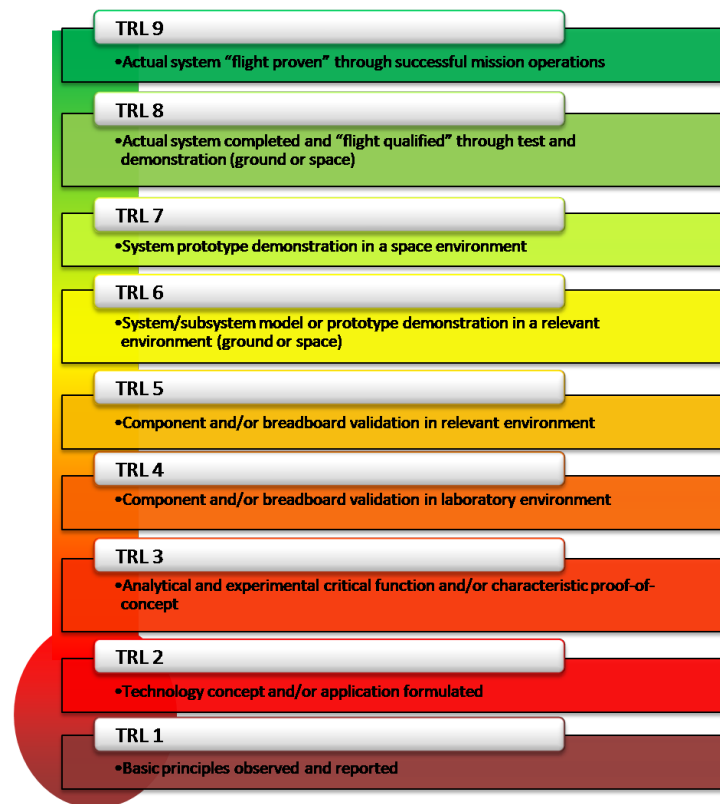 TRL 9
•Actual system “flight proven” through successful mission operations
TRL 8
•Actual system completed and “flight qualified” through test and
demonstration (ground or space)
TRL 7
•System prototype demonstration in a space environment
TRL 6
•System/subsystem model or prototype demonstration in a relevant
environment (ground or space)
TRL 5
•Component and/or breadboard validation in relevant environment
TRL 4
•Component and/or breadboard validation in laboratory environment
TRL 3
•Analytical and experimental critical function and/or characteristic proof-of-
concept
TRL 2
•Technology concept and/or application formulated
TRL 1
•Basic principles observed and reported